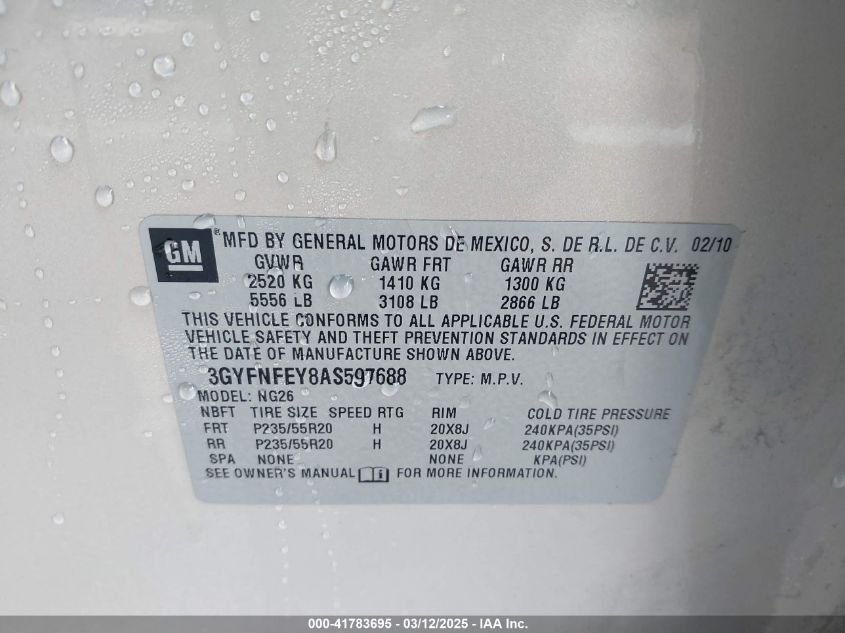 GM® MFD BY GENERAL MOTORS DE MEXICO, S. DE R.L. DE C.V. 02/10
GVWR GAWR FRT GAWR RR
2520 KG 1410 KG 1300 KG
5556 LB 3108 LB 2866 LB
THIS VEHICLE CONFORMS TO ALL APPLICABLE U.S. FEDERAL MOTOR
VEHICLE SAFETY AND THEFT PREVENTION STANDARDS IN EFFECT ON
THE DATE OF MANUFACTURE SHOWN ABOVE.
3GYFNFEY8AS597688 TYPE: M.P.V.
MODEL: NG26
NBFT TIRE SIZE SPEED RTG RIM COLD TIRE PRESSURE
FRT P235/55R20 H 20X8J 240KPA(35PSI)
RR P235/55R20 H 20X8J 240KPA(35PSI)
SPA NONE NONE KPA(PSI)
SEE OWNER'S MANUAL FOR MORE INFORMATION.
000-41783695 - 03/12/2025 - IAA Inc.